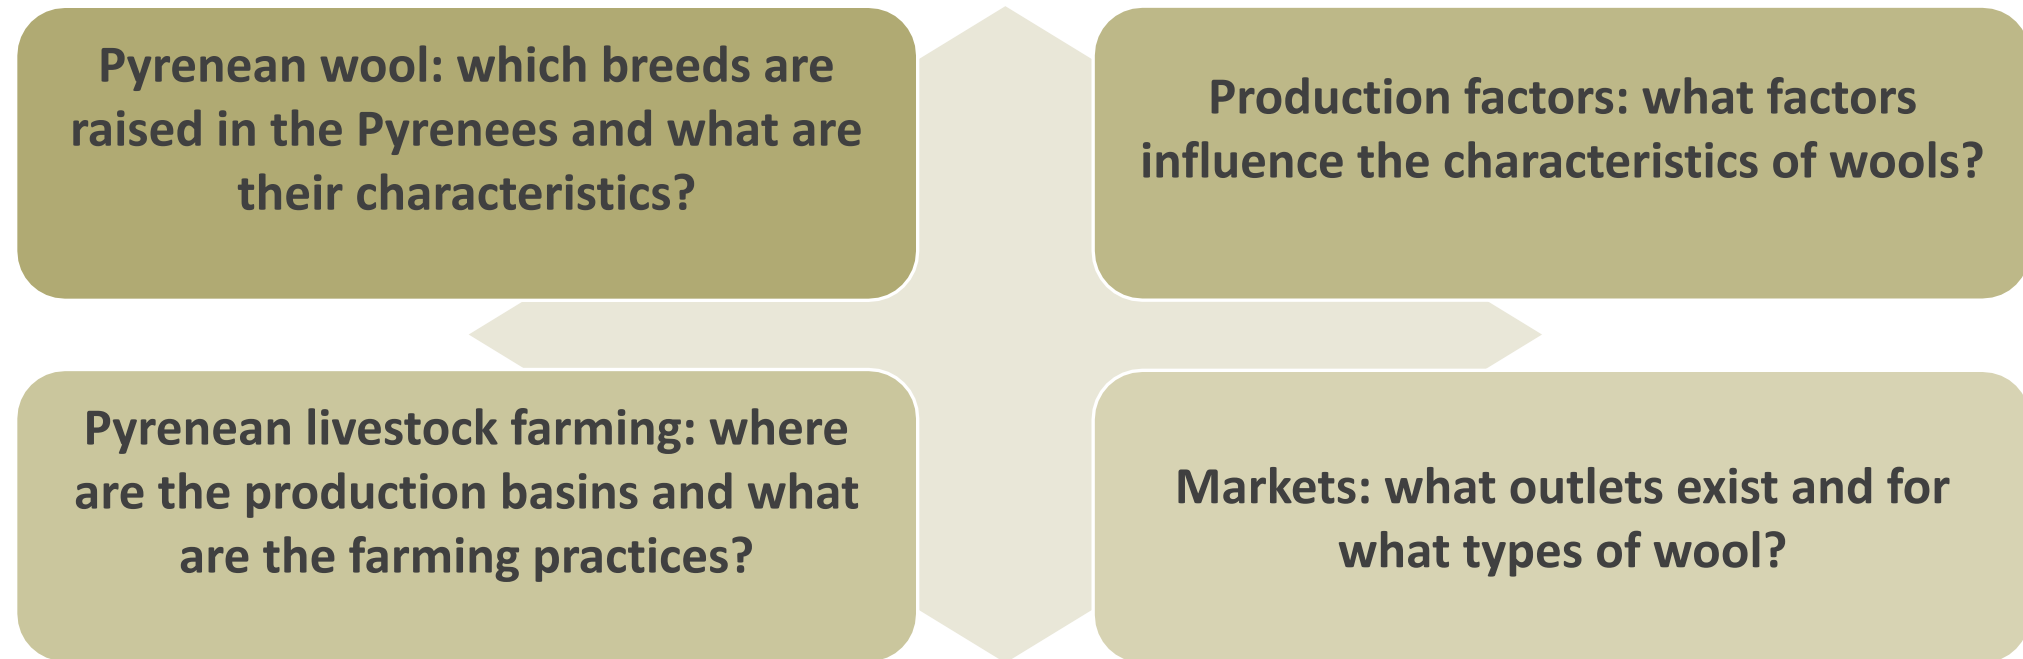 Pyrenean wool: which breeds are
raised in the Pyrenees and what are
their characteristics?
Production factors: what factors
influence the characteristics of wools?
Pyrenean livestock farming: where
are the production basins and what
are the farming practices?
Markets: what outlets exist and for
what types of wool?